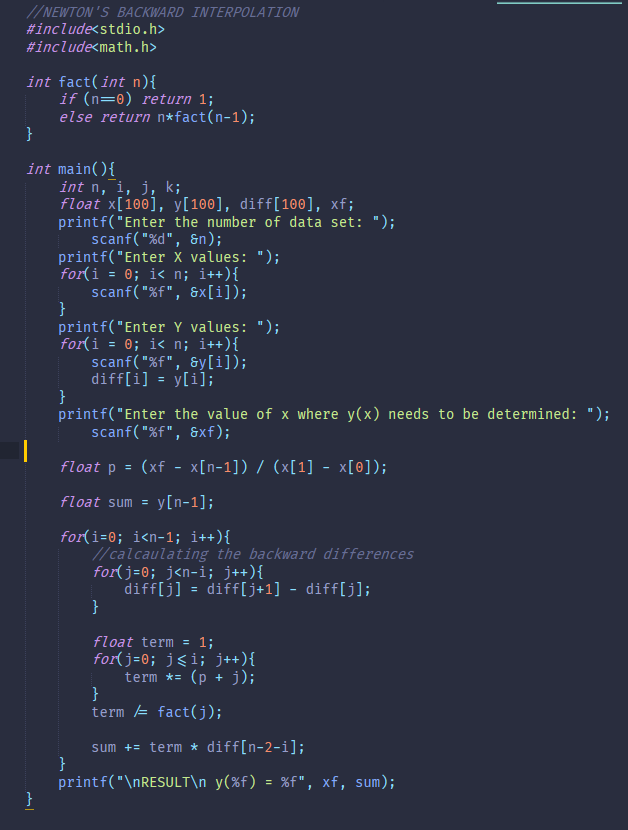 //NEWTON'S BACKWARD INTERPOLATION
#include<stdio.h>
#include<math.h>
int fact(int n){
if (n==0) return 1;
else return n*fact(n-1);
}
int main(){
int n, i, j, k;
float x[100], y[100], diff[100], xf;
printf("Enter the number of data set: ");
scanf("%d", &n);
printf("Enter X values: ");
for(i = 0; i< n; i++){
scanf("%f", &x[i]);
}
printf("Enter Y values: ");
for(i = 0; i< n; i++){
scanf("%f", &y[i]);
diff[i] = y[i];
}
printf("Enter the value of x where y(x) needs to be determined: ");
scanf("%f", &xf);
float p = (xf - x[n-1]) / (x[1] - x[0]);
float sum = y[n-1];
for(i=0; i<n-1; i++){
//calcaulating the backward differences
for(j=0; j<n-i; j++){
diff[j] = diff[j+1] - diff[j];
}
float term = 1;
for(j=0; j<=i; j++){
term *= (p + j);
}
term /= fact(j);
sum += term * diff[n-2-i];
}
printf("\nRESULT\n y(%f) = %f", xf, sum);
}